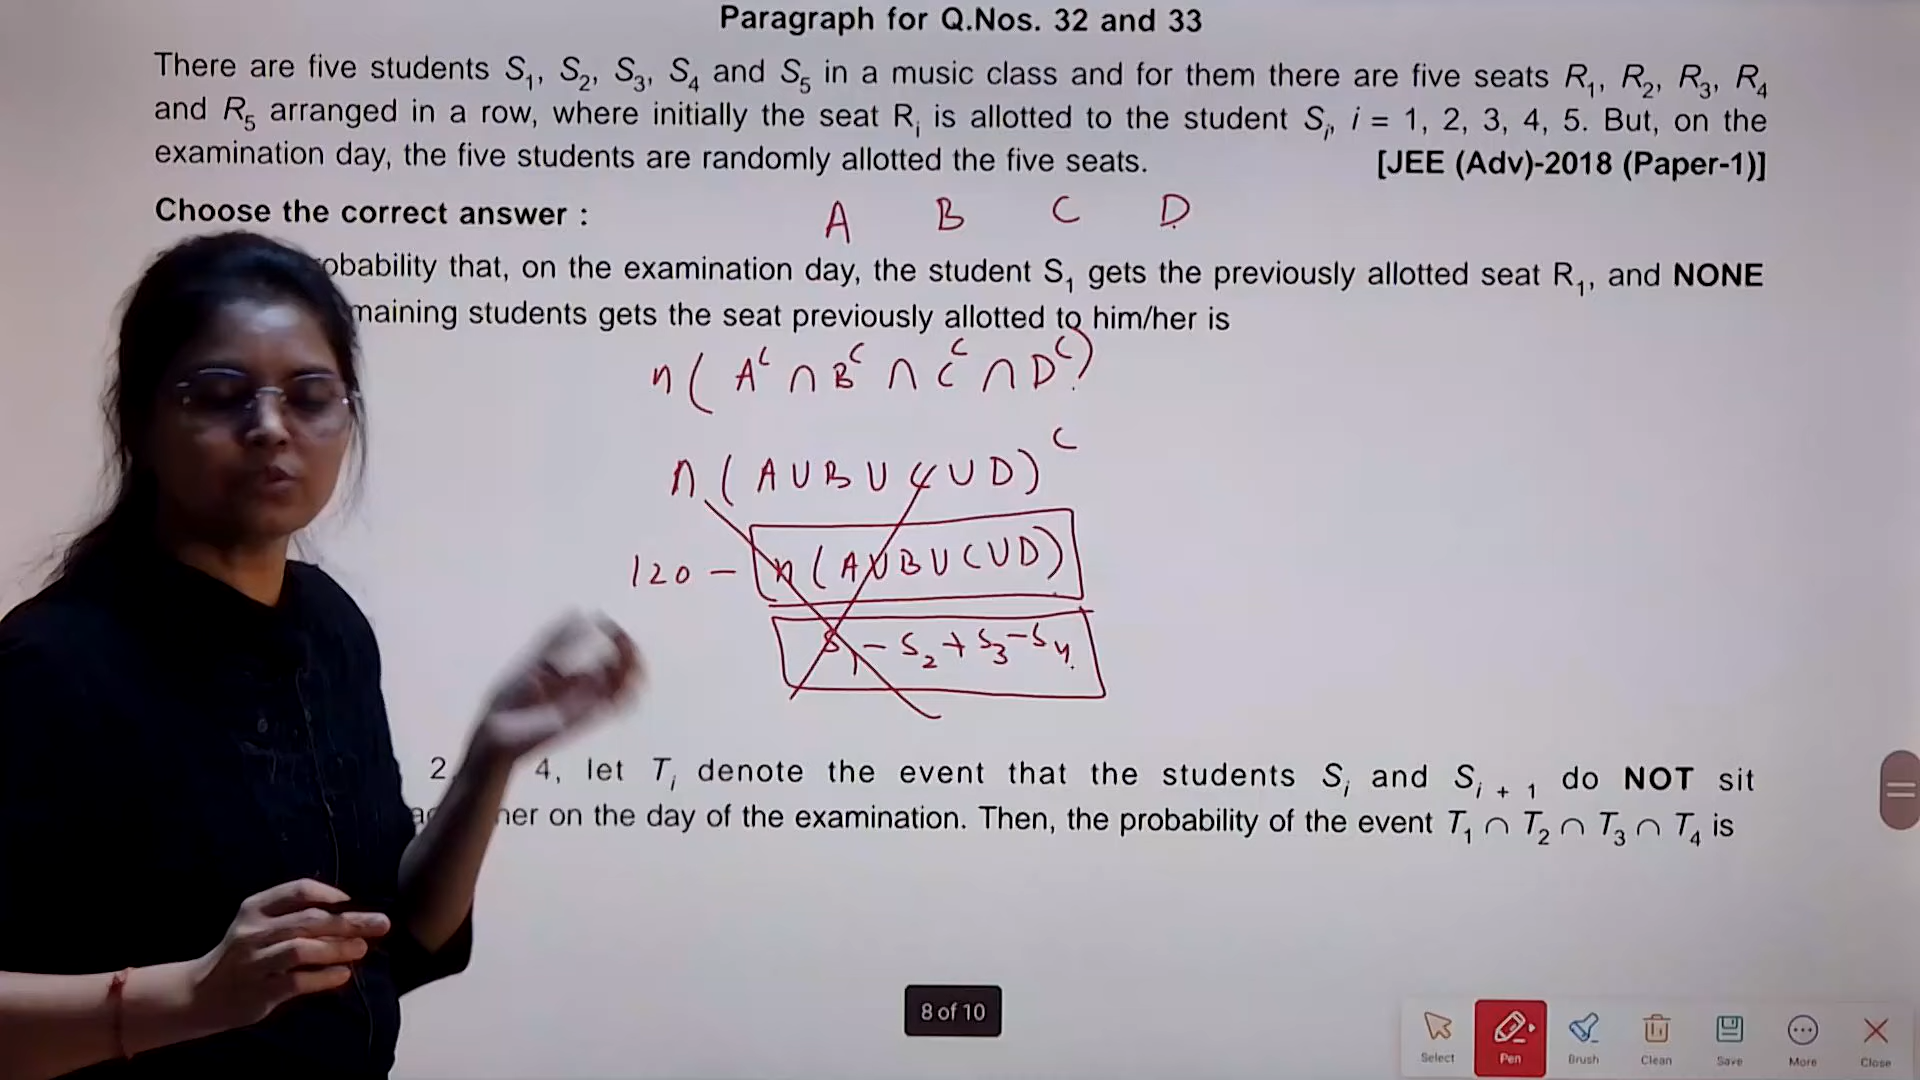 Paragraph for Q.Nos. 32 and 33
There are five students S₁, S₂, S₃, S₄ and S₅ in a music class and for them there are five seats R₁, R₂, R₃, R₄
and R₅ arranged in a row, where initially the seat Rᵢ is allotted to the student Sᵢ, i = 1, 2, 3, 4, 5. But, on the
examination day, the five students are randomly allotted the five seats. [JEE (Adv)-2018 (Paper-1)]
Choose the correct answer :
A B C D
obability that, on the examination day, the student S₁ gets the previously allotted seat R₁, and NONE
maining students gets the seat previously allotted to him/her is
n ( Aᶜ ∩ Bᶜ ∩ Cᶜ ∩ Dᶜ )
n ( A ∪ B ∪ C ∪ D )ᶜ
120 - n ( A ∪ B ∪ C ∪ D )
S₁ - S₂ + S₃ - S₄
2, 4, let Tᵢ denote the event that the students Sᵢ and Sᵢ ₊ ₁ do NOT sit
her on the day of the examination. Then, the probability of the event T₁ ∩ T₂ ∩ T₃ ∩ T₄ is
8 of 10
Select Pen Brush Clean Save More Close